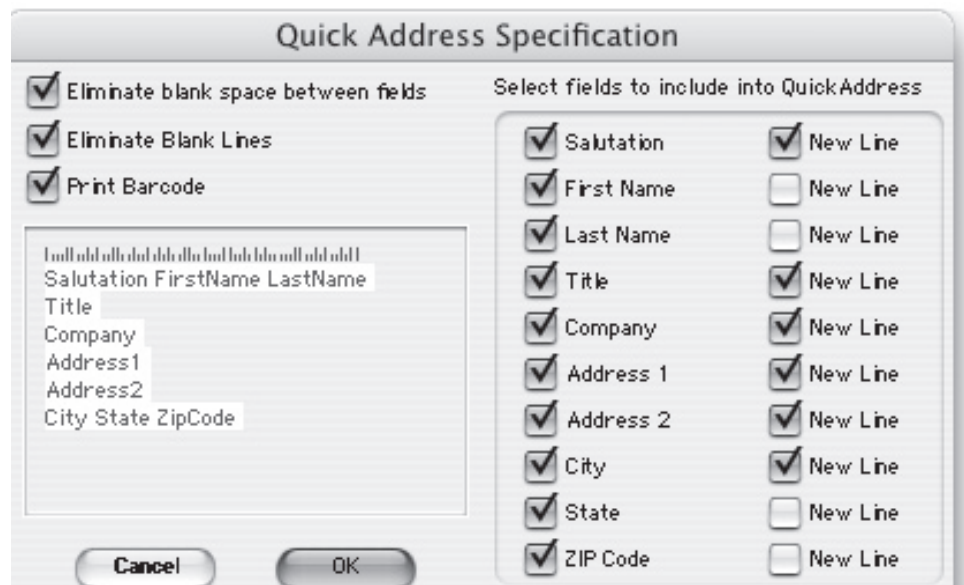 Quick Address Specification
Eliminate blank space between fields
Eliminate Blank Lines
Print Barcode
Salutation FirstName LastName
Title
Company
Address1
Address2
City State ZipCode
Cancel
OK
Select fields to include into QuickAddress
Salutation New Line
First Name New Line
Last Name New Line
Title New Line
Company New Line
Address 1 New Line
Address 2 New Line
City New Line
State New Line
ZIP Code New Line